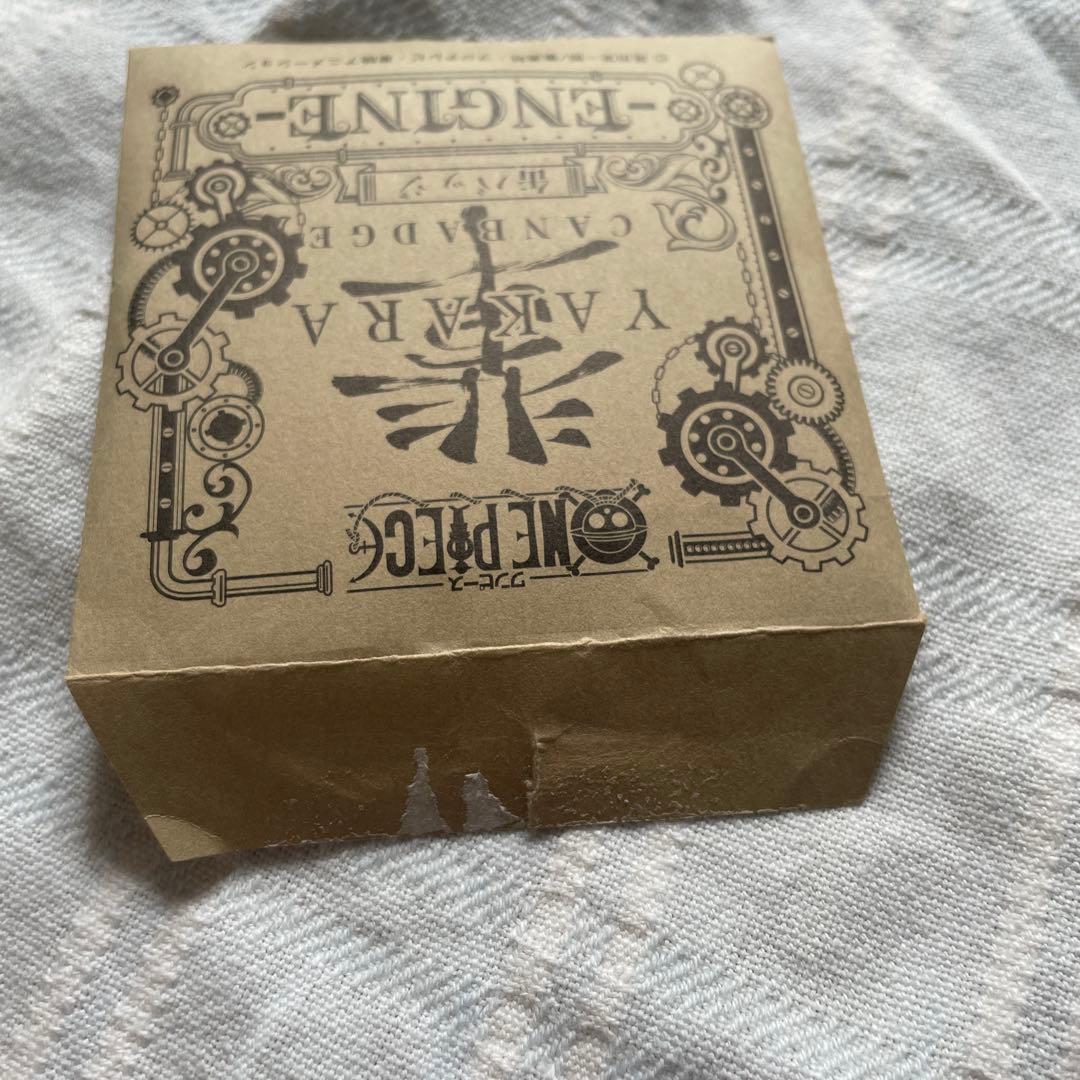 ワンピース
ONE PIECE
輩
YAKARA
CANBADGE
缶バッジ
-ENGINE-
©尾田栄一郎/集英社・フジテレビ・東映アニメーション